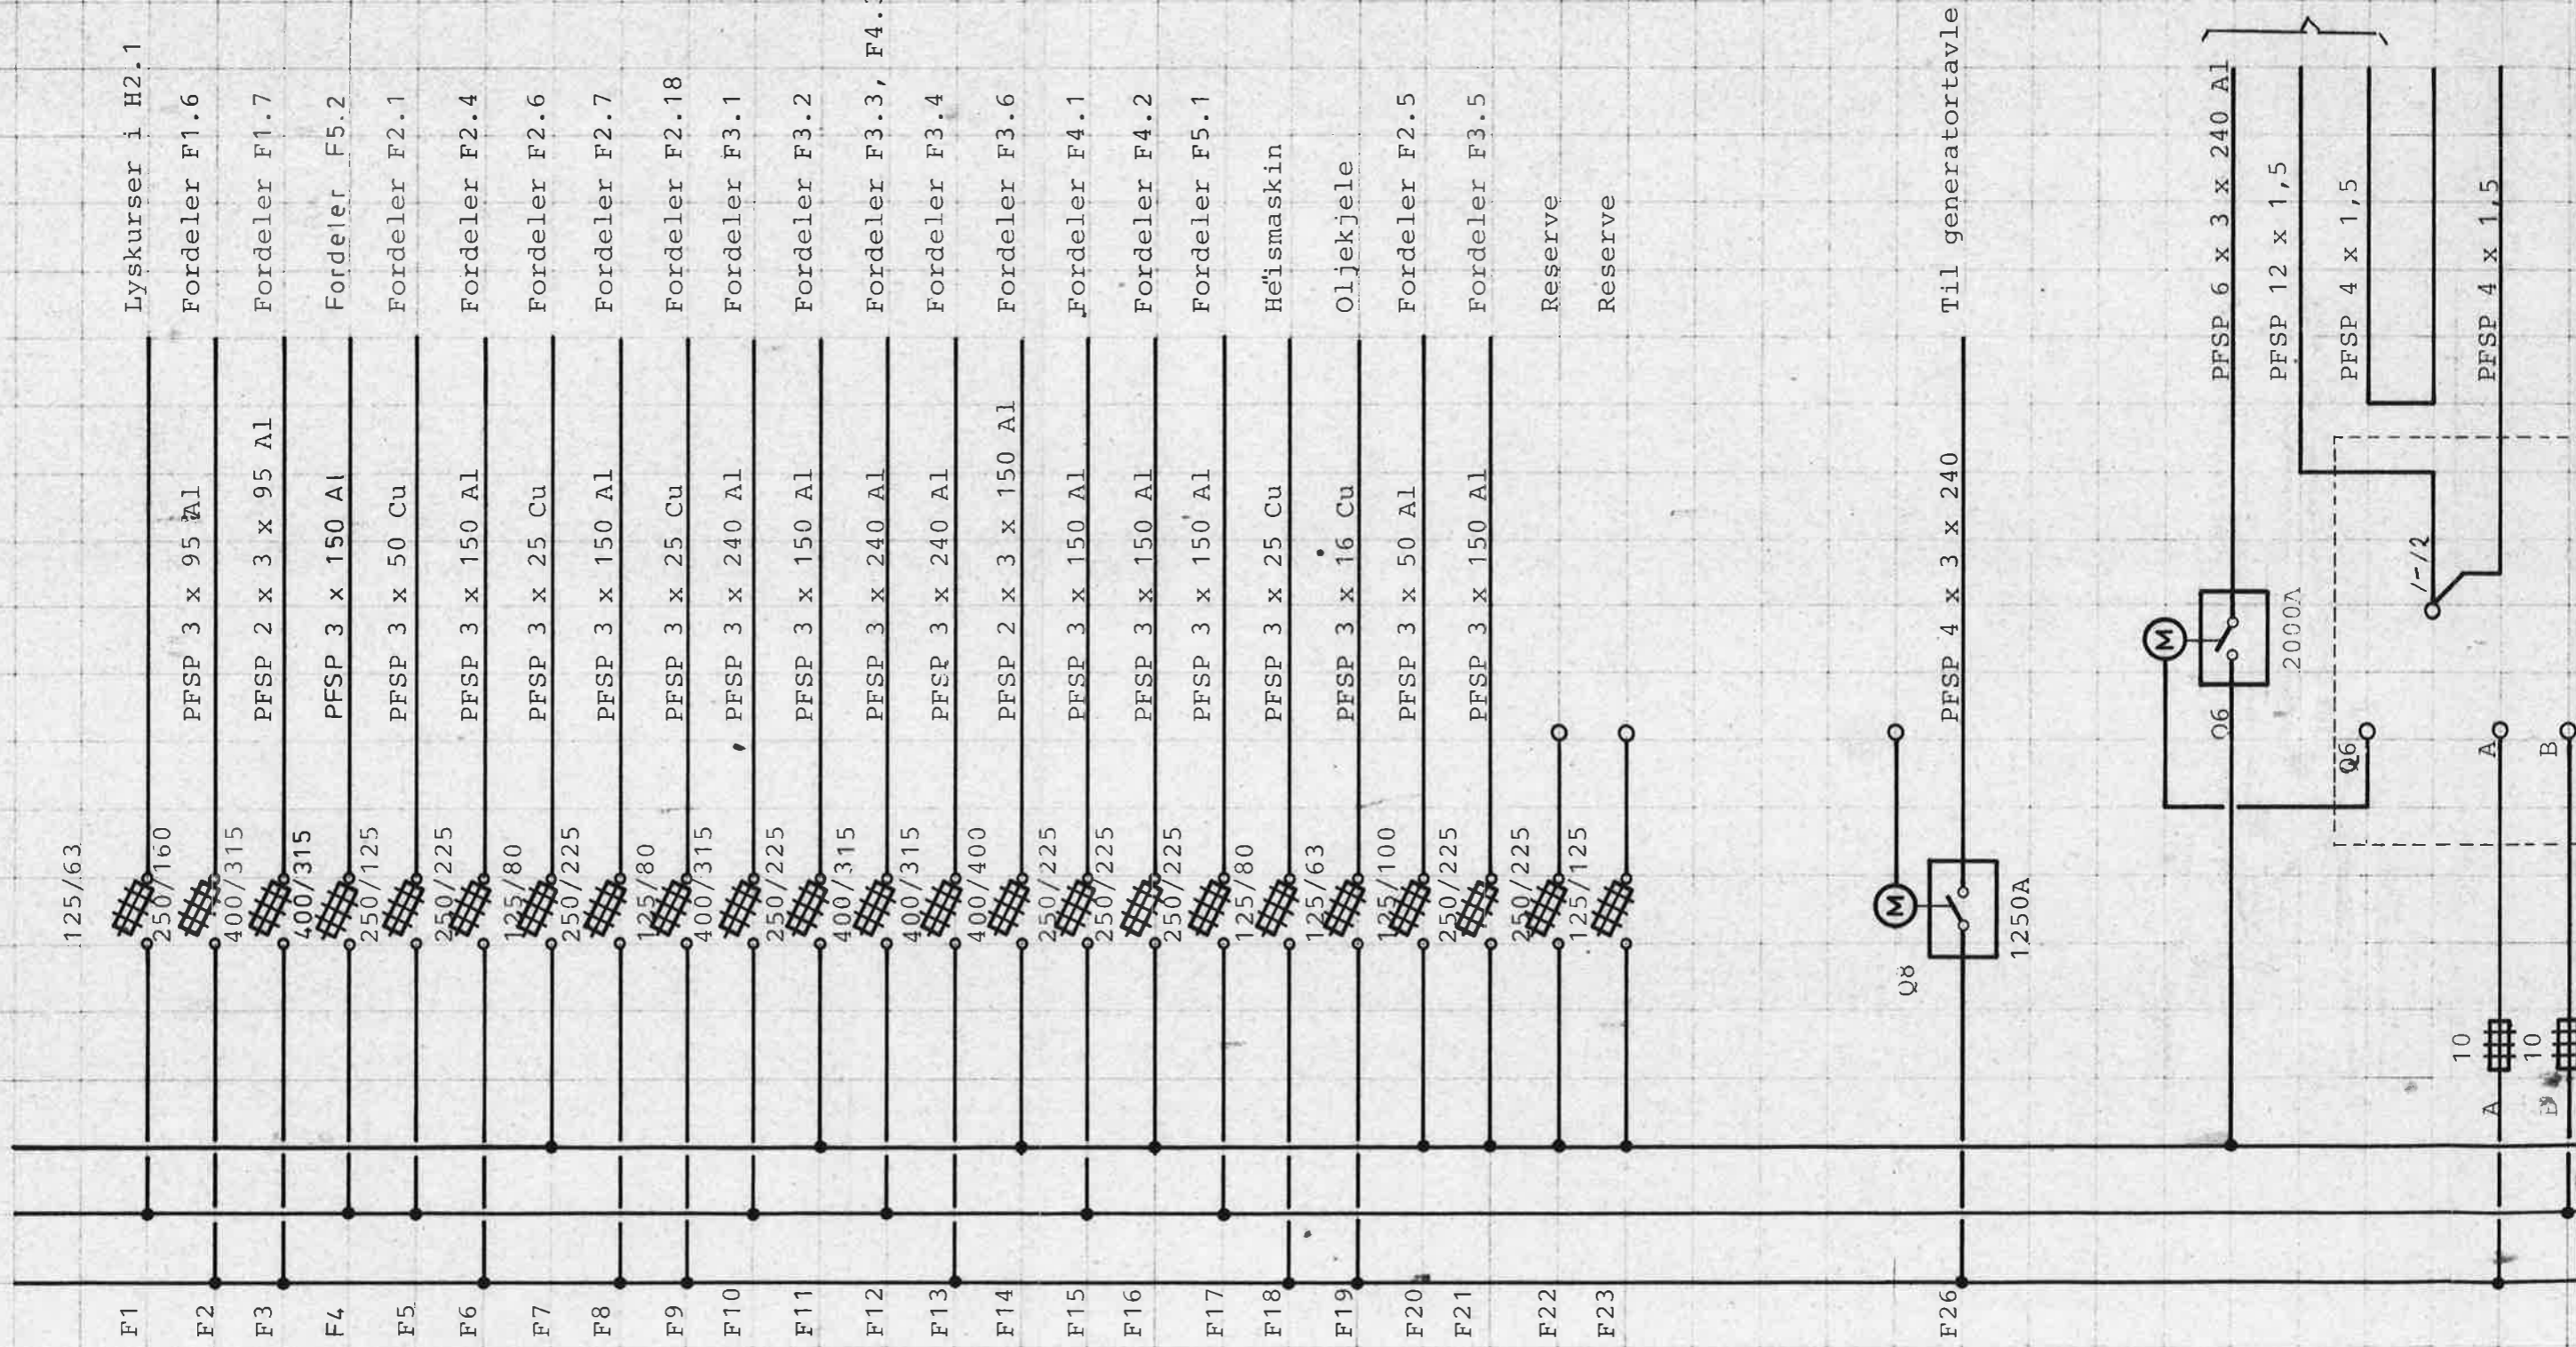 Lyskurser i H2.1
Fordeler F1.6
Fordeler F1.7
Fordeler F5.2
Fordeler F2.1
Fordeler F2.4
Fordeler F2.6
Fordeler F2.7
Fordeler F2.18
Fordeler F3.1
Fordeler F3.2
Fordeler F3.3, F4.
Fordeler F3.4
Fordeler F3.6
Fordeler F4.1
Fordeler F4.2
Fordeler F5.1
Heismaskin
Oljekjele
Fordeler F2.5
Fordeler F3.5
Reserve
Reserve
Til generatortavle
PFSP 6 x 3 x 240 Al
PFSP 12 x 1,5
PFSP 4 x 1,5
PFSP 4 x 1,5
PFSP 3 x 95 Al
PFSP 2 x 3 x 95 Al
PFSP 3 x 150 Al
PFSP 3 x 50 Cu
PFSP 3 x 150 Al
PFSP 3 x 25 Cu
PFSP 3 x 150 Al
PFSP 3 x 25 Cu
PFSP 3 x 240 Al
PFSP 3 x 150 Al
PFSP 3 x 240 Al
PFSP 3 x 240 Al
PFSP 2 x 3 x 150 Al
PFSP 3 x 150 Al
PFSP 3 x 150 Al
PFSP 3 x 150 Al
PFSP 3 x 25 Cu
PFSP 3 x 16 Cu
PFSP 3 x 50 Al
PFSP 3 x 150 Al
PFSP 4 x 3 x 240
M
2000A
Q6
1-12
Q6
A
B
125/63
250/160
400/315
400/315
250/125
250/225
125/80
250/225
125/80
400/315
250/225
400/315
400/315
400/400
250/225
250/225
250/225
125/80
125/63
125/100
250/225
250/225
125/125
M
Q8
1250A
10
10
A
B
F1
F2
F3
F4
F5
F6
F7
F8
F9
F10
F11
F12
F13
F14
F15
F16
F17
F18
F19
F20
F21
F22
F23
F26